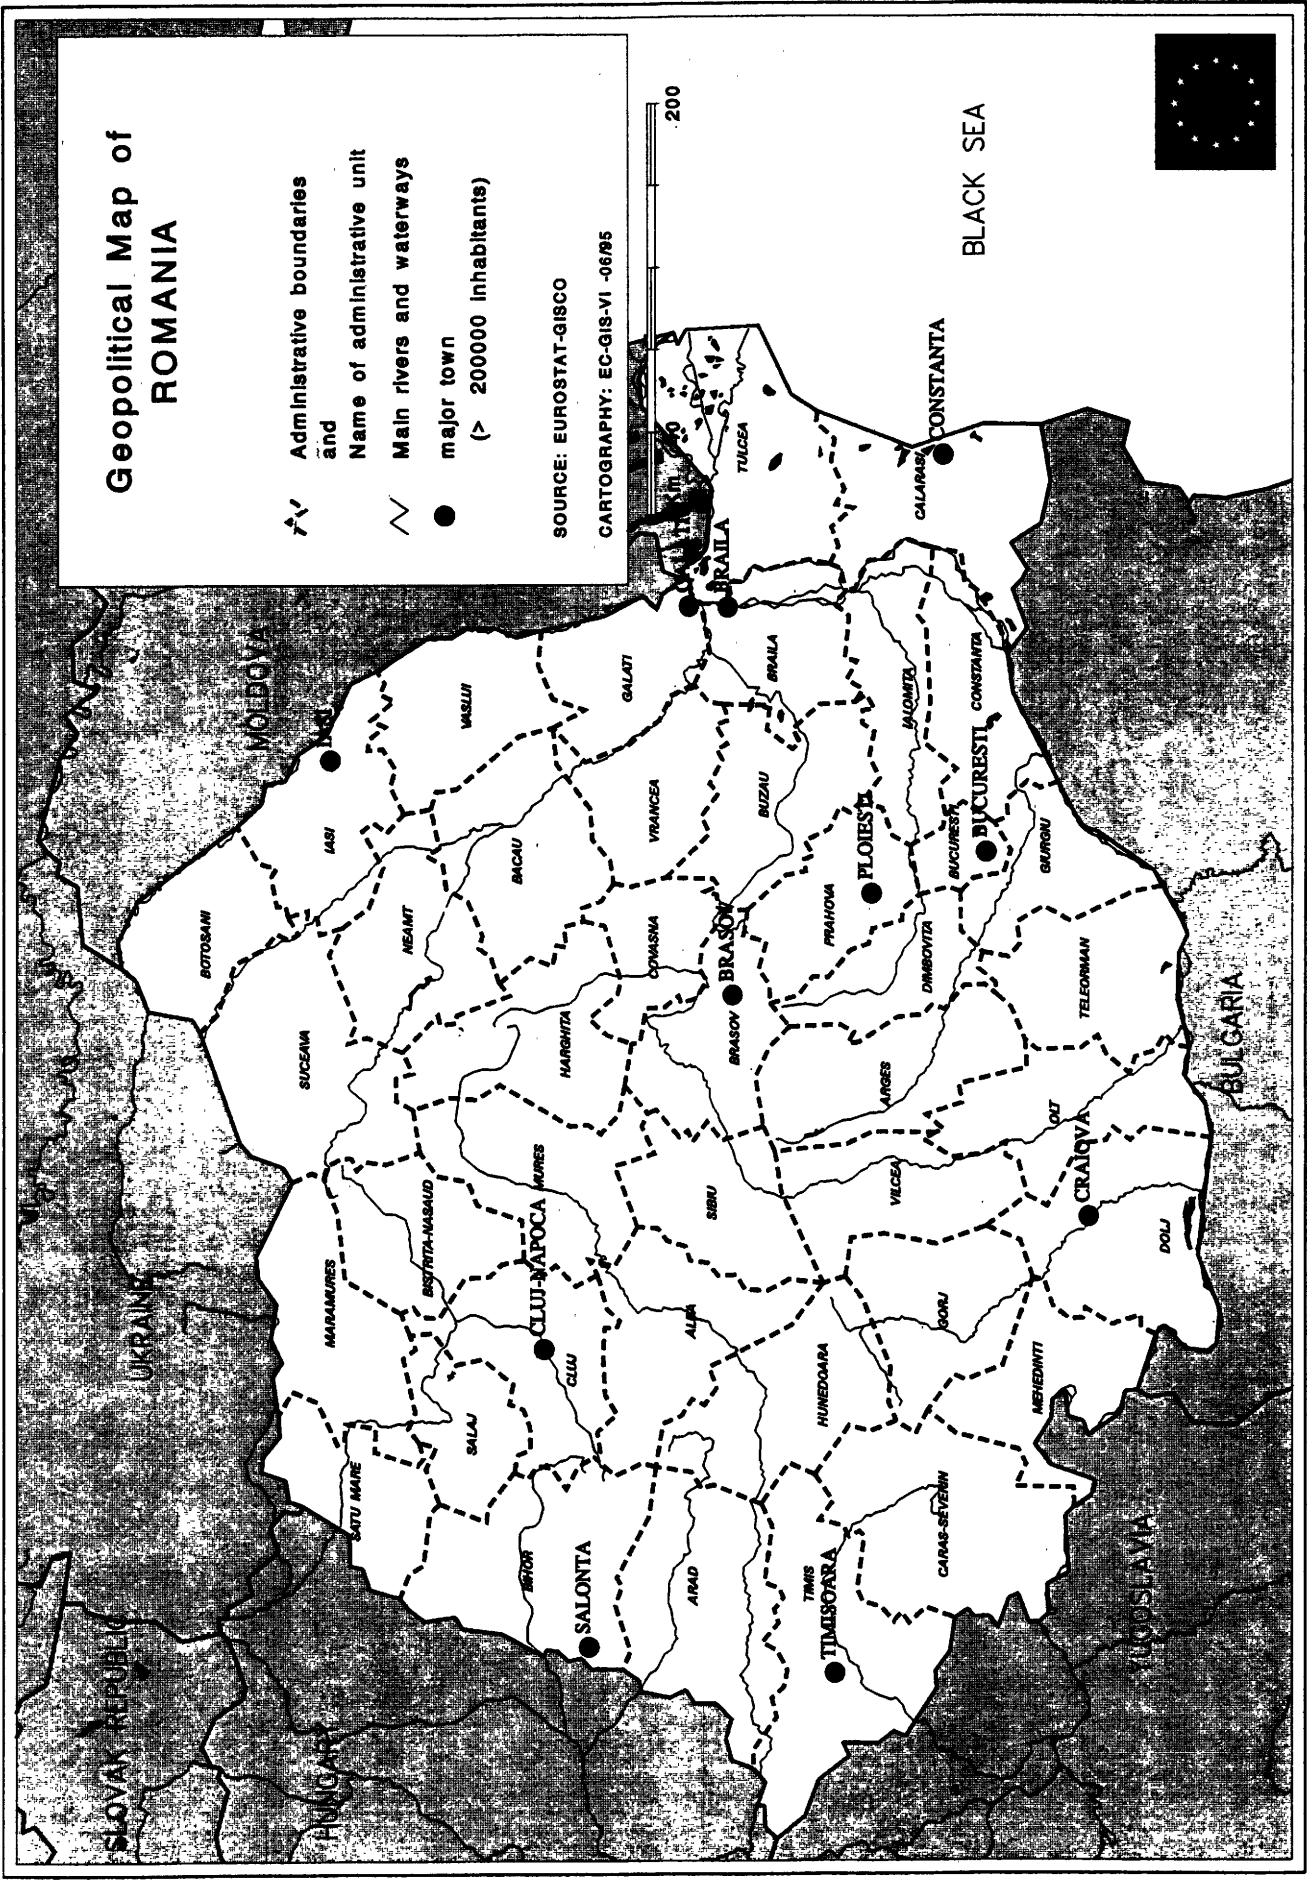 Geopolitical Map of
ROMANIA
Administrative boundaries
and
Name of administrative unit
Main rivers and waterways
major town
(> 200000 inhabitants)
SOURCE: EUROSTAT-GISCO
CARTOGRAPHY: EC-GIS-VI -06/95
200
BLACK SEA
MOLDOVA
UKRAINE
SLOVAK REPUBLIC
HUNGARY
YUGOSLAVIA
BULGARIA
SATU MARE
MARAMURES
SUCEAVA
BOTOSANI
IASI
SALAJ
BISTRITA-NASAUD
NEAMT
VASLUI
BIHOR
SALONTA
CLUJ
CLUJ-NAPOCA
MURES
HARGHITA
BACAU
ARAD
ALBA
SIBIU
BRASOV
BRASOV
COVASNA
VRANCEA
GALATI
TIMIS
TIMISOARA
HUNEDOARA
BUZAU
BRAILA
BRAILA
TULCEA
CARAS-SEVERIN
GORJ
VILCEA
ARGES
DIMBOVITA
PRAHOVA
PLOIESTI
IALOMITA
CALARASI
CONSTANTA
MEHEDINTI
DOLJ
CRAIOVA
OLT
TELEORMAN
GIURGIU
BUCURESTI
BUCURESTI
CONSTANTA